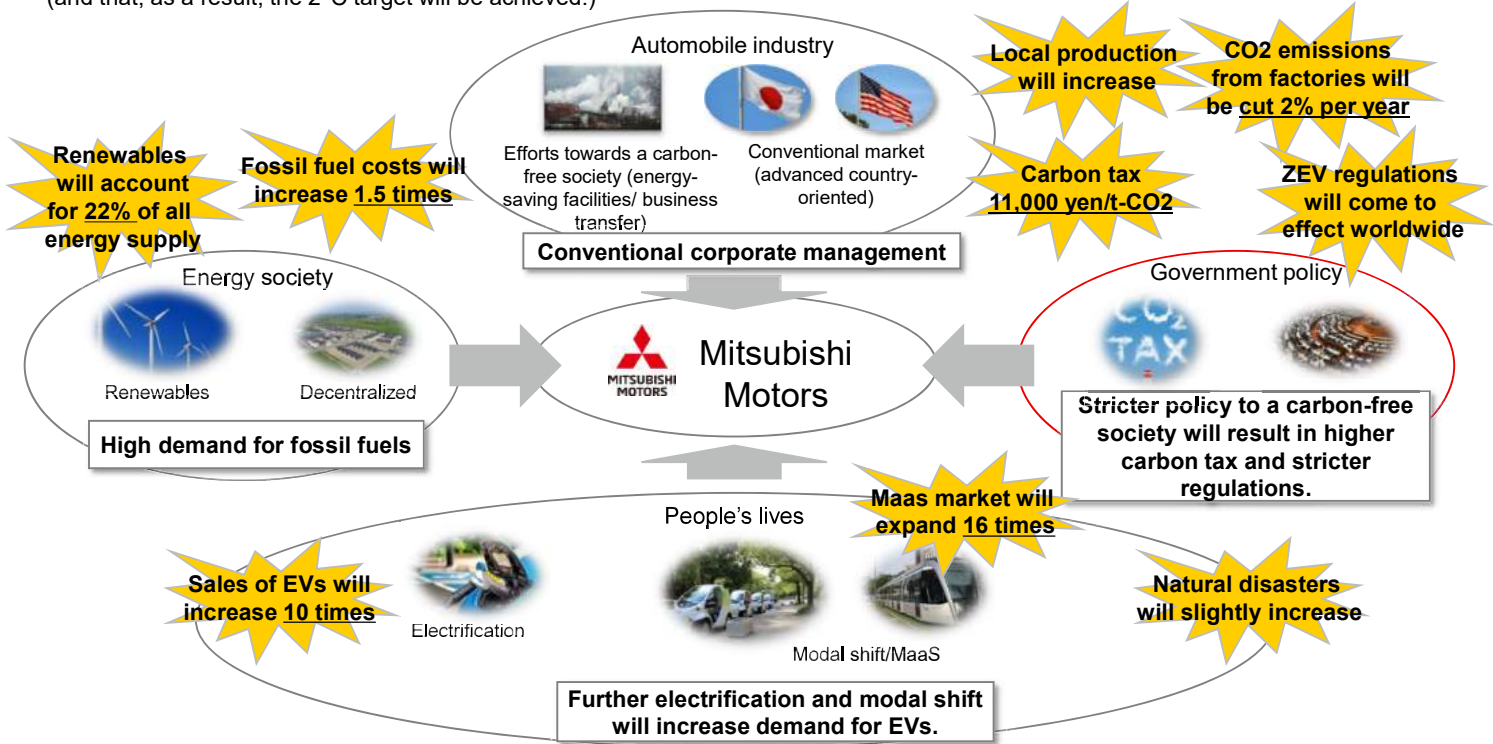 (and that, as a result, the 2°C target will be achieved.)
Automobile industry
Efforts towards a carbon-
free society (energy-
saving facilities/ business
transfer)
Conventional market
(advanced country-
oriented)
Conventional corporate management
Local production
will increase
CO2 emissions
from factories will
be cut 2% per year
Carbon tax
11,000 yen/t-CO2
ZEV regulations
will come to
effect worldwide
Renewables
will account
for 22% of all
energy supply
Fossil fuel costs will
increase 1.5 times
Energy society
Renewables
Decentralized
High demand for fossil fuels
MITSUBISHI
MOTORS
Mitsubishi
Motors
Government policy
CO2
TAX
Stricter policy to a carbon-free
society will result in higher
carbon tax and stricter
regulations.
People's lives
Maas market will
expand 16 times
Sales of EVs will
increase 10 times
Electrification
Modal shift/MaaS
Natural disasters
will slightly increase
Further electrification and modal shift
will increase demand for EVs.